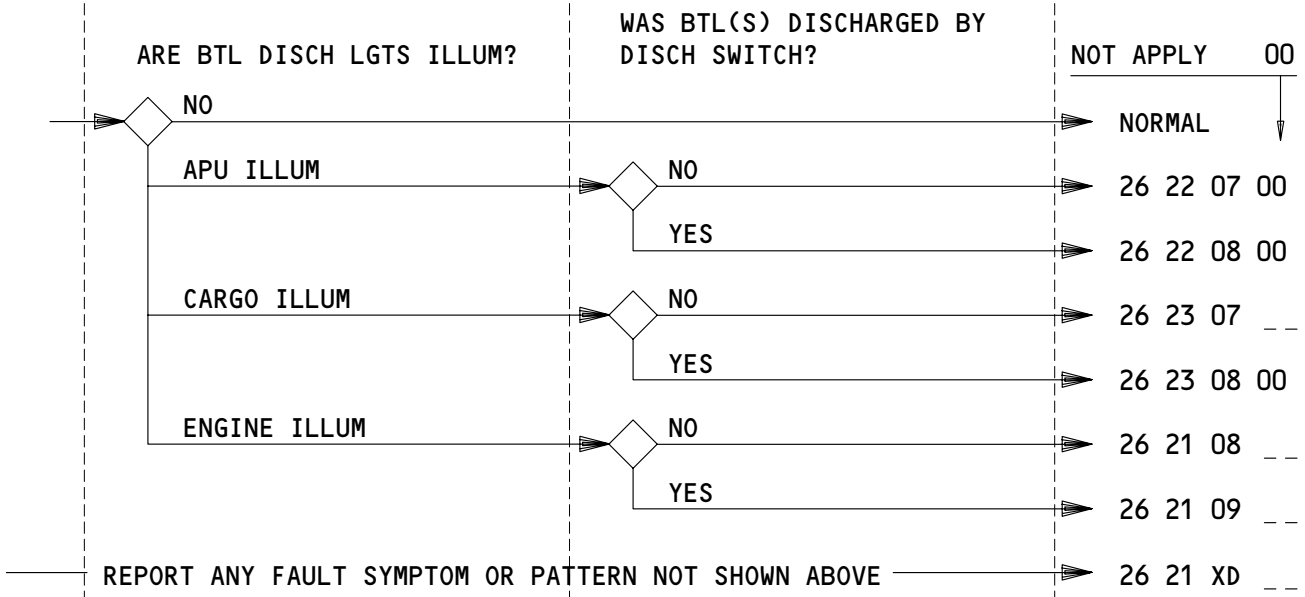 WAS BTL(S) DISCHARGED BY
ARE BTL DISCH LGTS ILLUM? DISCH SWITCH? NOT APPLY 00
NO NORMAL
APU ILLUM NO 26 22 07 00
YES 26 22 08 00
CARGO ILLUM NO 26 23 07 _ _
YES 26 23 08 00
ENGINE ILLUM NO 26 21 08 _ _
YES 26 21 09 _ _
REPORT ANY FAULT SYMPTOM OR PATTERN NOT SHOWN ABOVE 26 21 XD _ _